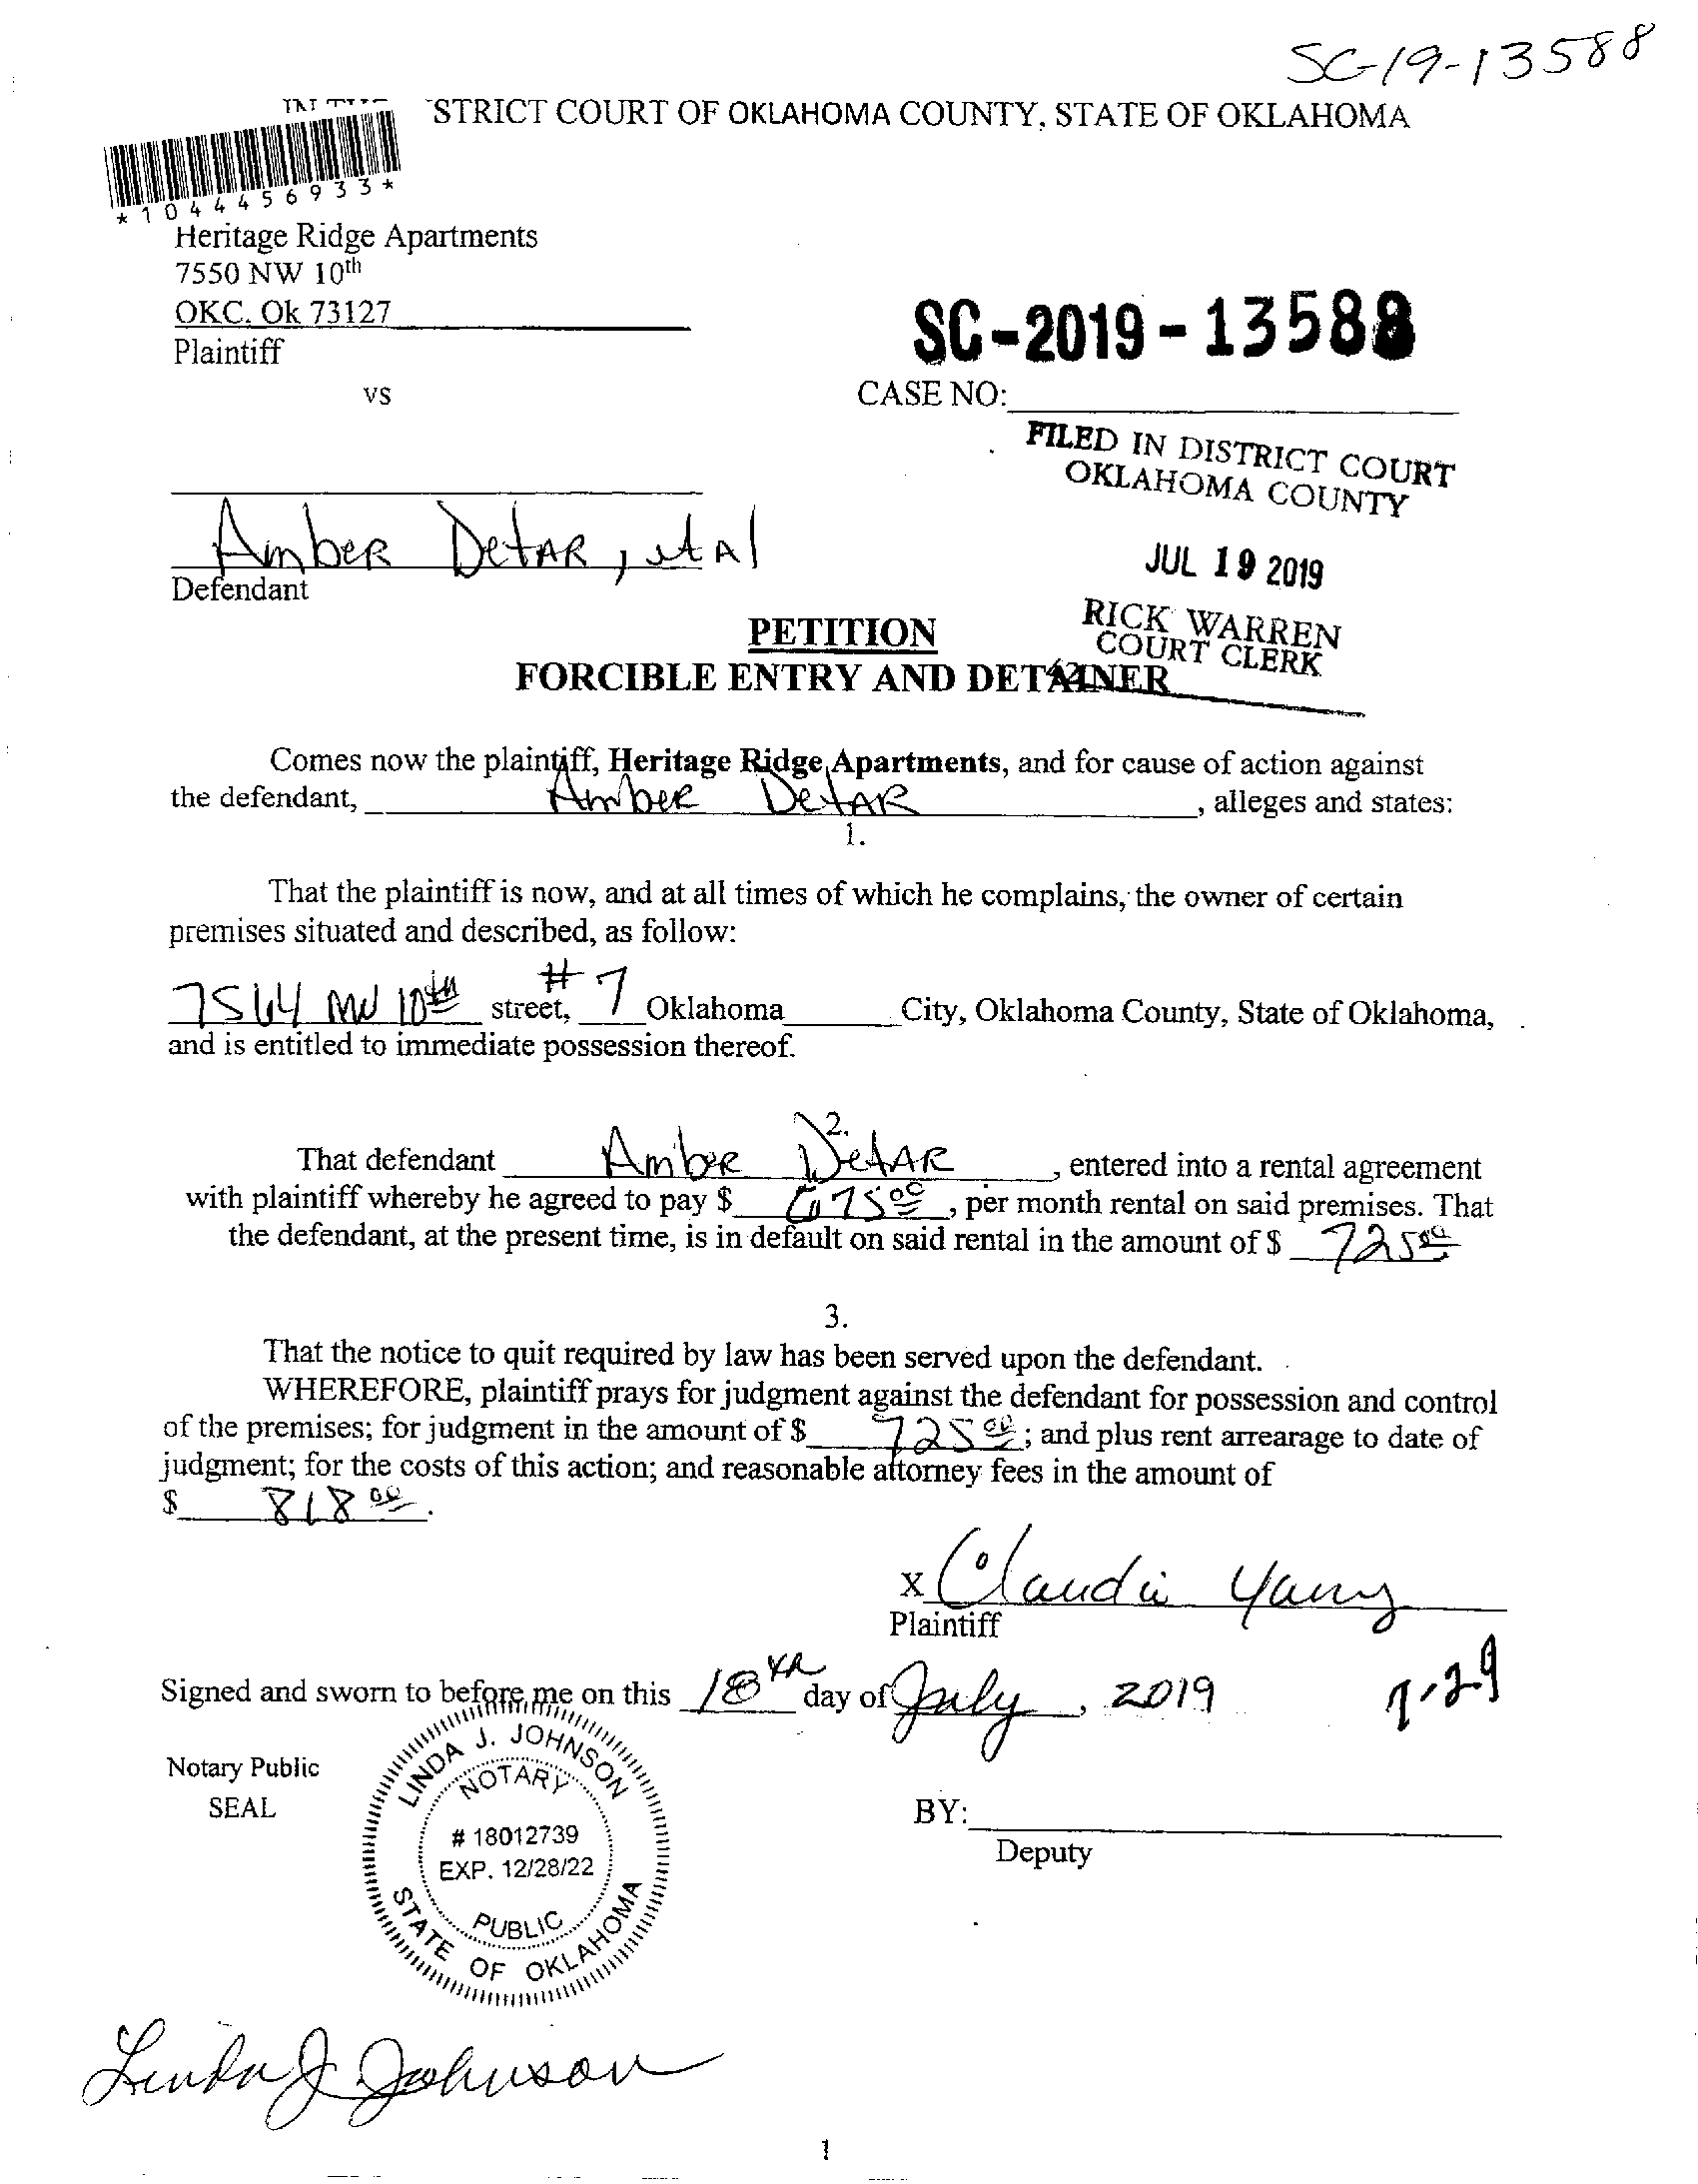 SC-19-13588
STRICT COURT OF OKLAHOMA COUNTY, STATE OF OKLAHOMA
*1044456933*
Heritage Ridge Apartments
7550 NW 10th
OKC. Ok 73127
Plaintiff
SC-2019-13588
vs
CASE NO:
FILED IN DISTRICT COURT
OKLAHOMA COUNTY
Amber Detar, et Al
Defendant
JUL 19 2019
RICK WARREN
COURT CLERK
PETITION
FORCIBLE ENTRY AND DETAINER
Comes now the plaintiff, Heritage Ridge Apartments, and for cause of action against
the defendant, Amber Detar, alleges and states:
1.
That the plaintiff is now, and at all times of which he complains, the owner of certain
premises situated and described, as follow:
NW 10th street, # 7 Oklahoma City, Oklahoma County, State of Oklahoma,
and is entitled to immediate possession thereof.
2.
That defendant Amber Detar, entered into a rental agreement
with plaintiff whereby he agreed to pay $ 675.00, per month rental on said premises. That
the defendant, at the present time, is in default on said rental in the amount of $ 725.00
3.
That the notice to quit required by law has been served upon the defendant.
WHEREFORE, plaintiff prays for judgment against the defendant for possession and control
of the premises; for judgment in the amount of $ 725.00; and plus rent arrearage to date of
judgment; for the costs of this action; and reasonable attorney fees in the amount of
$ 818.00.
x Claudia
Plaintiff
Signed and sworn to before me on this 18th day of July, 2019
7-29
Notary Public
SEAL
LINDA J. JOHNSON
NOTARY
# 18012739
EXP. 12/28/22
PUBLIC
STATE OF OKLAHOMA
BY:
Deputy
Linda J Johnson
1